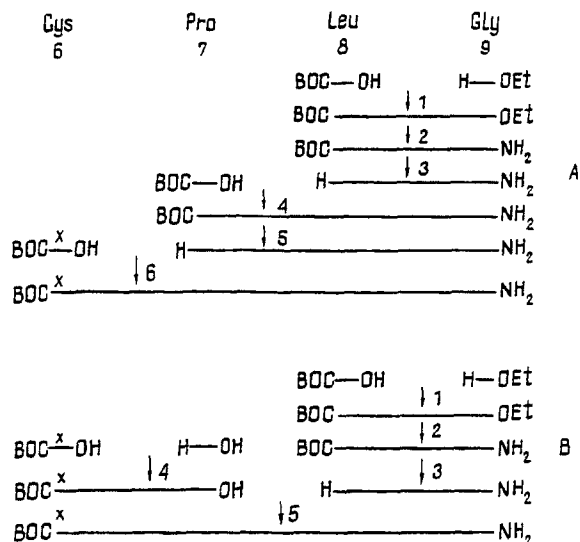 Cys Pro Leu Gly
6 7 8 9
BOC—OH H—OEt
1
BOC OEt
2
BOC NH2
3
BOC—OH H NH2 A
4
BOC NH2
x 5
BOC—OH H NH2
6
x
BOC NH2
BOC—OH H—OEt
1
BOC OEt
x 2
BOC—OH H—OH BOC NH2 B
4 3
x
BOC OH H NH2
5
x
BOC NH2